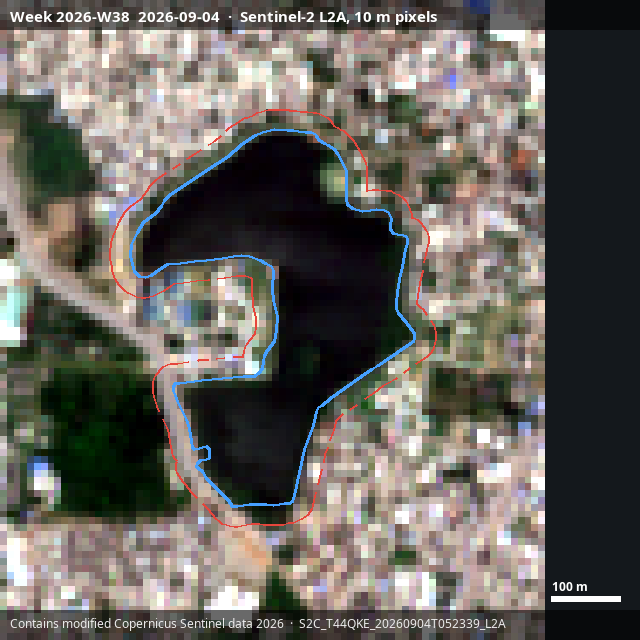 Week 2026-W38  2026-09-04  ·  Sentinel-2 L2A, 10 m pixels
100 m
Contains modified Copernicus Sentinel data 2026  ·  S2C_T44QKE_20260904T052339_L2A